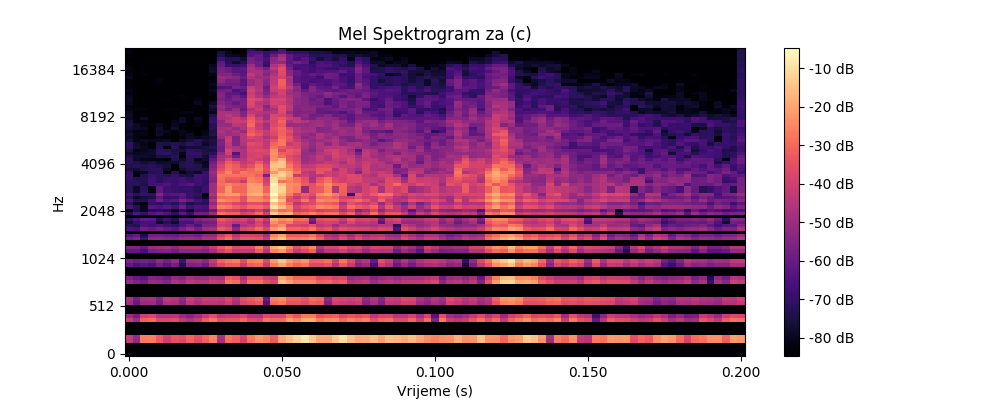 Mel Spektrogram za (c)
Hz
16384
8192
4096
2048
1024
512
0
0.000 0.050 0.100 0.150 0.200
Vrijeme (s)
-10 dB
-20 dB
-30 dB
-40 dB
-50 dB
-60 dB
-70 dB
-80 dB